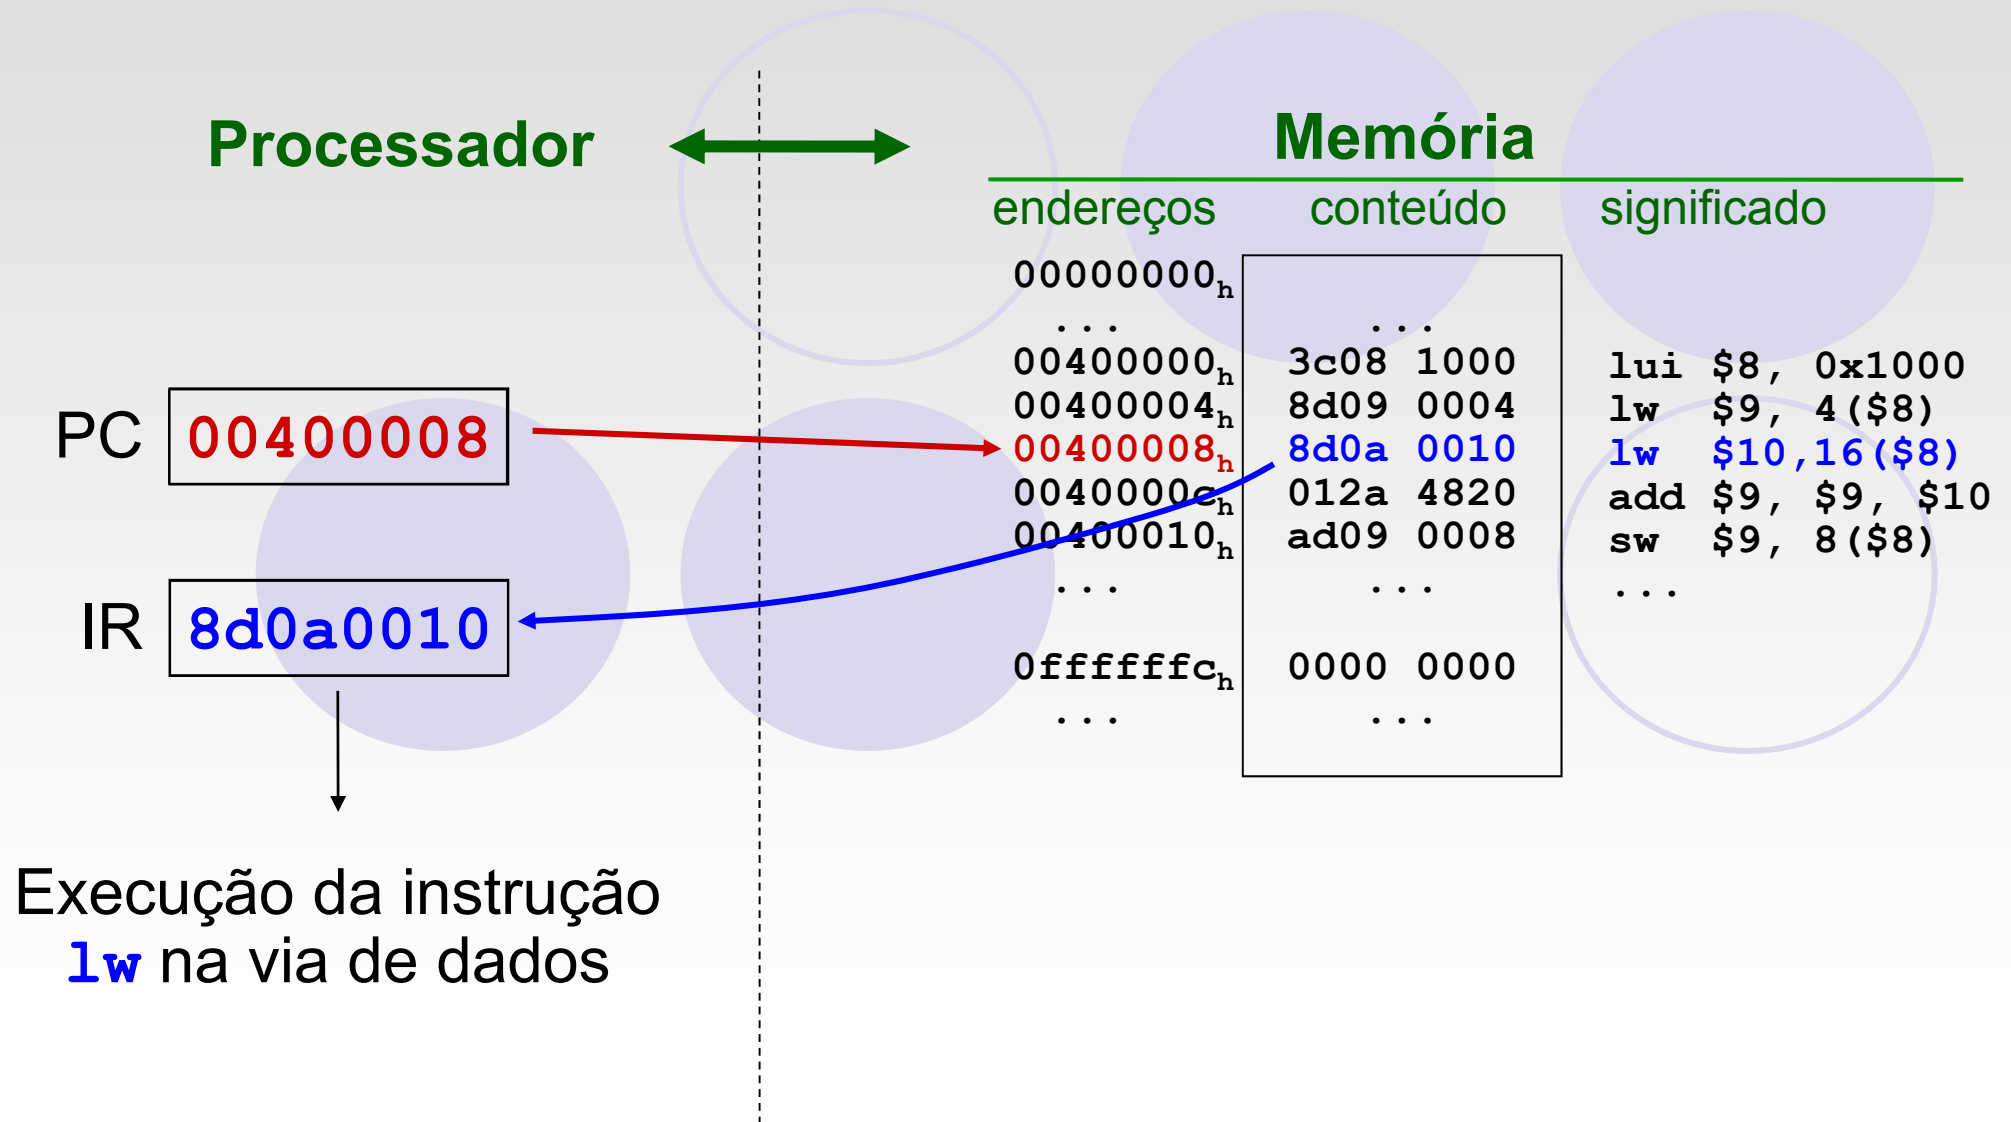 Processador
Memória
endereços conteúdo significado
00000000h
... ...
00400000h 3c08 1000 lui $8, 0x1000
00400004h 8d09 0004 lw $9, 4($8)
PC 00400008 00400008h 8d0a 0010 lw $10,16($8)
0040000ch 012a 4820 add $9, $9, $10
00400010h ad09 0008 sw $9, 8($8)
... ... ...
IR 8d0a0010
0ffffffch 0000 0000
... ...
Execução da instrução
lw na via de dados